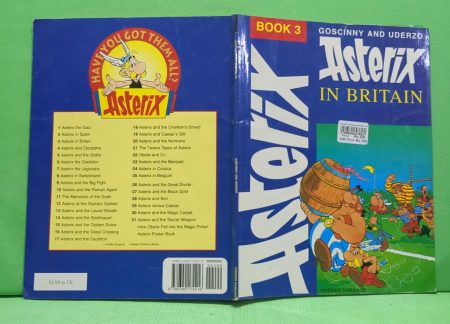 HAVE YOU GOT THEM ALL?
Asterix
1 Asterix the Gaul
2 Asterix in Spain
3 Asterix in Britain
4 Asterix and Cleopatra
5 Asterix and the Goths
6 Asterix the Gladiator
7 Asterix the Legionary
8 Asterix in Switzerland
9 Asterix and the Big Fight
10 Asterix and the Roman Agent
11 The Mansions of the Gods
12 Asterix at the Olympic Games
13 Asterix and the Laurel Wreath
14 Asterix and the Soothsayer
15 Asterix and the Golden Sickle
16 Asterix and the Great Crossing
17 Asterix and the Cauldron
18 Asterix and the Chieftain's Shield
19 Asterix and Caesar's Gift
20 Asterix and the Normans
21 The Twelve Tasks of Asterix
22 Obelix and Co.
23 Asterix and the Banquet
24 Asterix in Corsica
25 Asterix in Belgium
26 Asterix and the Great Divide
27 Asterix and the Black Gold
28 Asterix and Son
29 Asterix versus Caesar
30 Asterix and the Magic Carpet
31 Asterix and the Secret Weapon
How Obelix Fell into the Magic Potion
Asterix Poster Book
£4.99 in UK
Asterix
BOOK 3
GOSCINNY AND UDERZO
Asterix
IN BRITAIN
HODDER DARGAUD